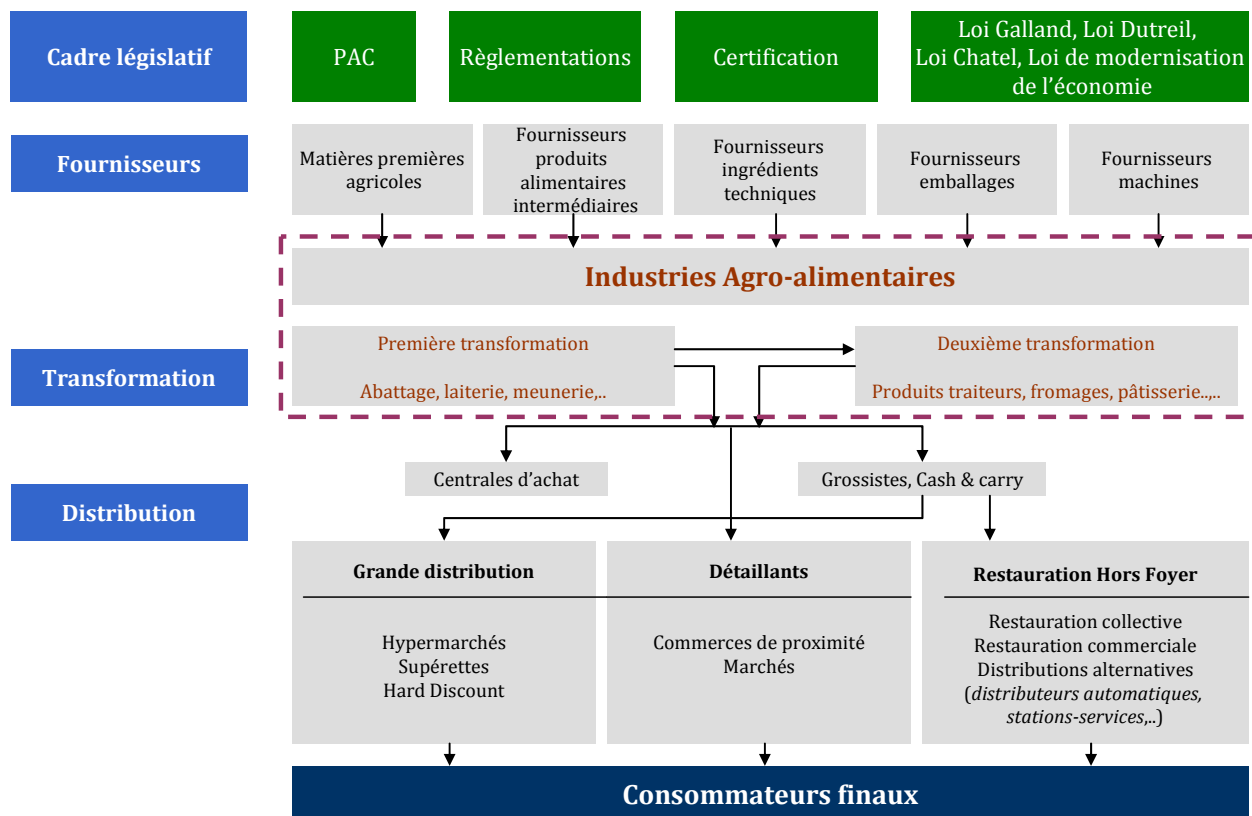 Cadre législatif
PAC
Règlementations
Certification
Loi Galland, Loi Dutreil,
Loi Chatel, Loi de modernisation
de l’économie
Fournisseurs
Matières premières
agricoles
Fournisseurs
produits
alimentaires
intermédiaires
Fournisseurs
ingrédients
techniques
Fournisseurs
emballages
Fournisseurs
machines
Industries Agro-alimentaires
Transformation
Première transformation
Abattage, laiterie, meunerie,..
Deuxième transformation
Produits traiteurs, fromages, pâtisserie..,..
Centrales d’achat
Grossistes, Cash & carry
Distribution
Grande distribution
Hypermarchés
Supérettes
Hard Discount
Détaillants
Commerces de proximité
Marchés
Restauration Hors Foyer
Restauration collective
Restauration commerciale
Distributions alternatives
(distributeurs automatiques,
stations-services,..)
Consommateurs finaux